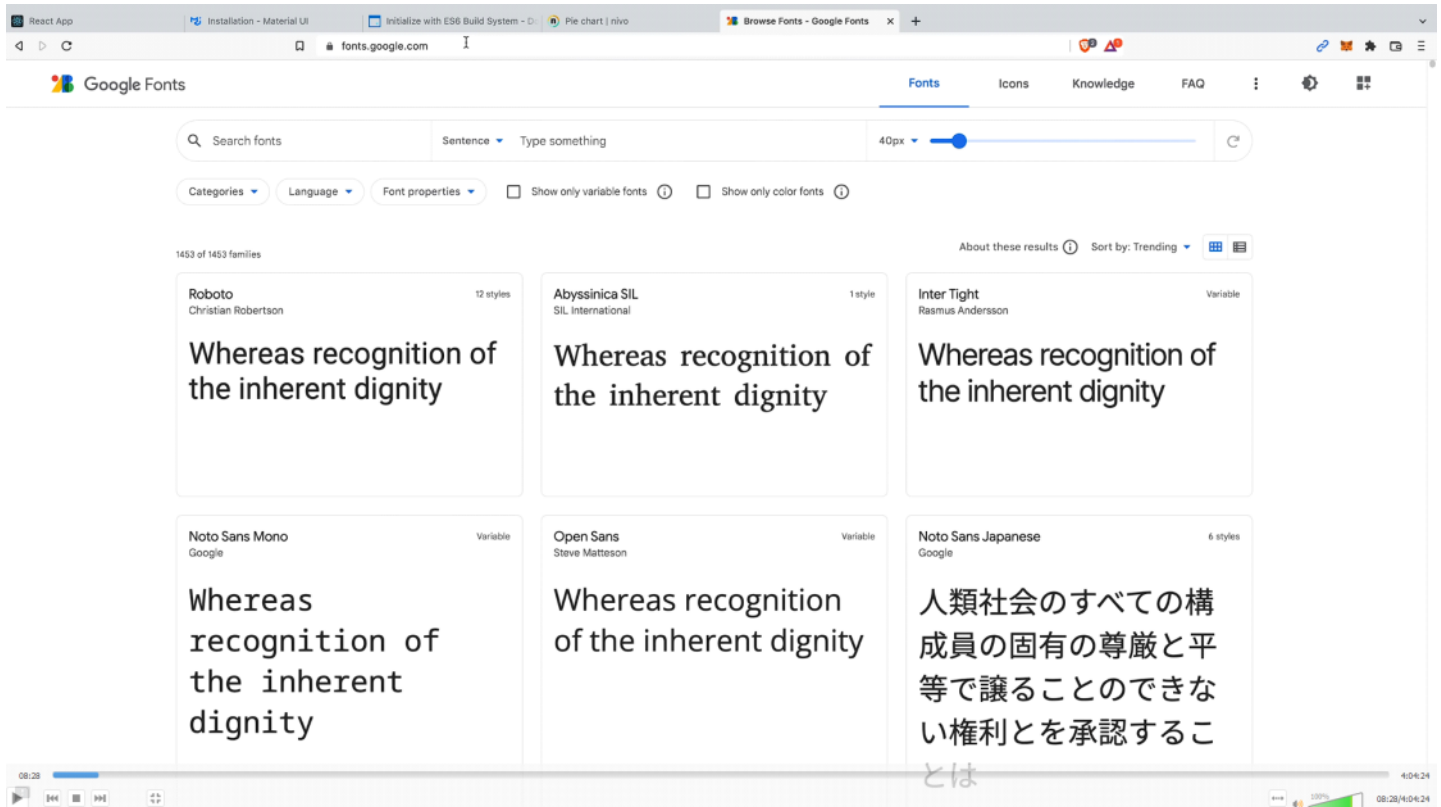 React App
Installation - Material UI
Initialize with ES6 Build System - D
Pie chart | nivo
Browse Fonts - Google Fonts
fonts.google.com
Google Fonts
Fonts
Icons
Knowledge
FAQ
Search fonts
Sentence
Type something
40px
Categories
Language
Font properties
Show only variable fonts
Show only color fonts
1453 of 1453 families
About these results
Sort by: Trending
Roboto
12 styles
Christian Robertson
Whereas recognition of
the inherent dignity
Abyssinica SIL
1 style
SIL International
Whereas recognition of
the inherent dignity
Inter Tight
Variable
Rasmus Andersson
Whereas recognition of
the inherent dignity
Noto Sans Mono
Variable
Google
Whereas
recognition of
the inherent
dignity
Open Sans
Variable
Steve Matteson
Whereas recognition
of the inherent dignity
Noto Sans Japanese
6 styles
Google
人類社会のすべての構
成員の固有の尊厳と平
等で譲ることのできな
い権利とを承認するこ
とは
08:28
4:04:24
100%
08:28/4:04:24